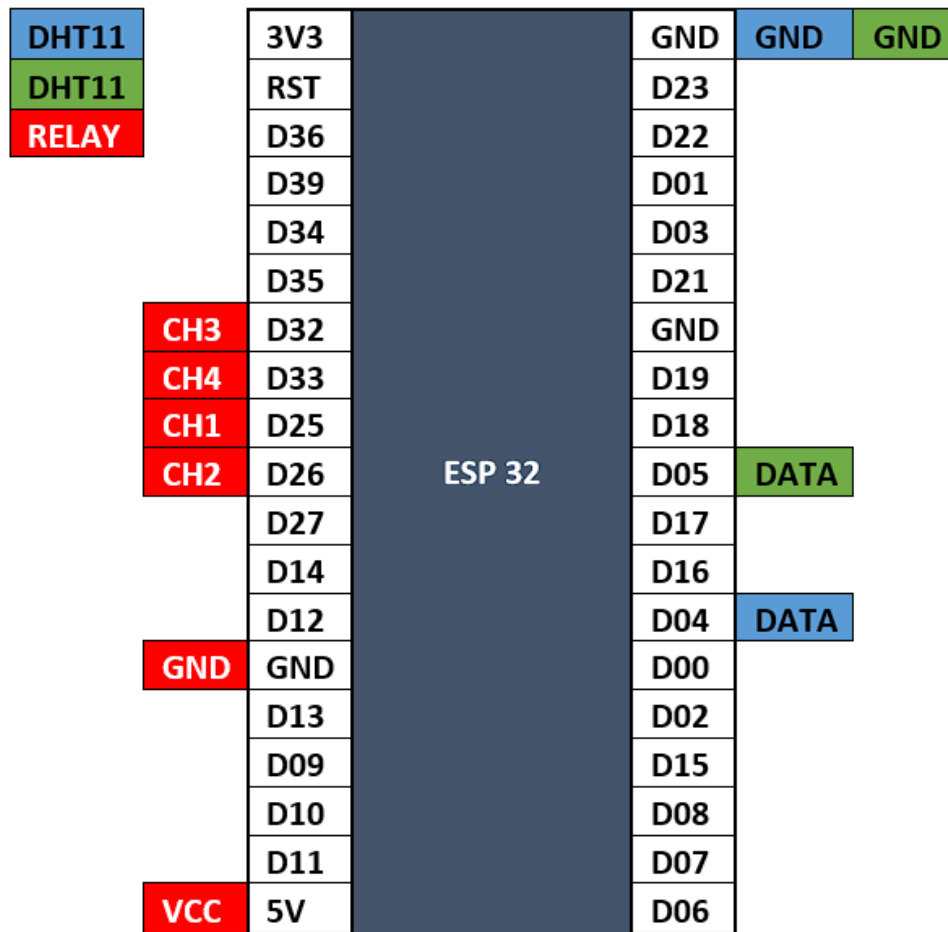 DHT11 3V3 GND GND GND
DHT11 RST D23
RELAY D36 D22
D39 D01
D34 D03
D35 D21
CH3 D32 GND
CH4 D33 D19
CH1 D25 D18
CH2 D26 ESP 32 D05 DATA
D27 D17
D14 D16
D12 D04 DATA
GND GND D00
D13 D02
D09 D15
D10 D08
D11 D07
VCC 5V D06